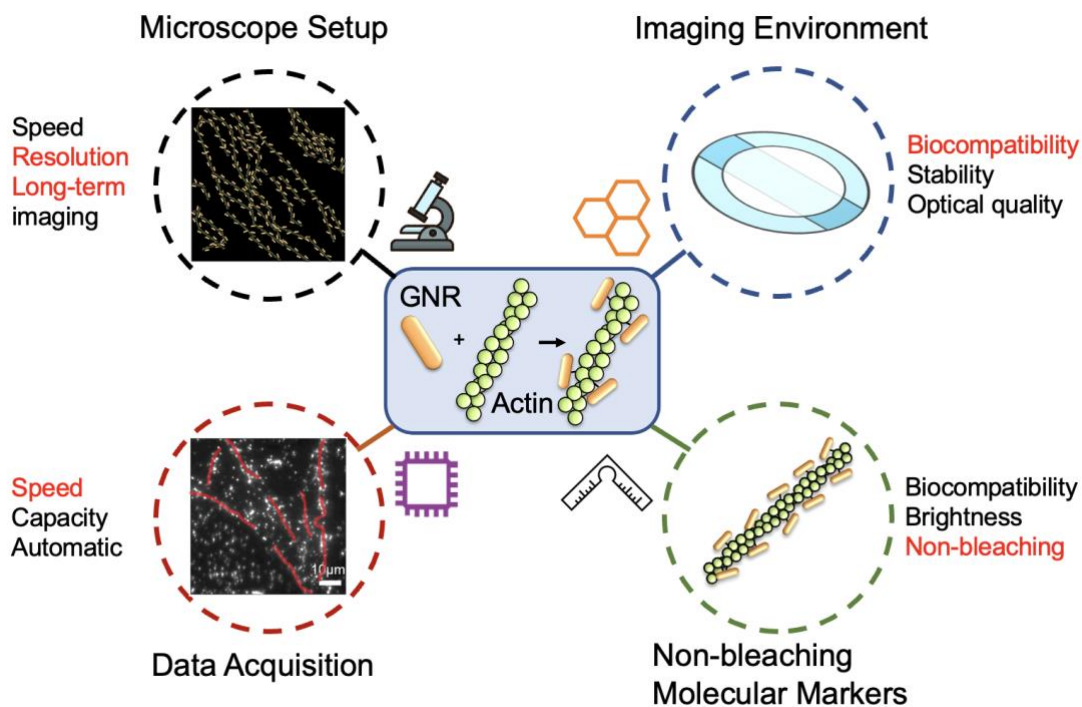 Microscope Setup
Imaging Environment
Speed
Resolution
Long-term
imaging
Biocompatibility
Stability
Optical quality
GNR
+
Actin
Speed
Capacity
Automatic
10μm
Biocompatibility
Brightness
Non-bleaching
Data Acquisition
Non-bleaching
Molecular Markers